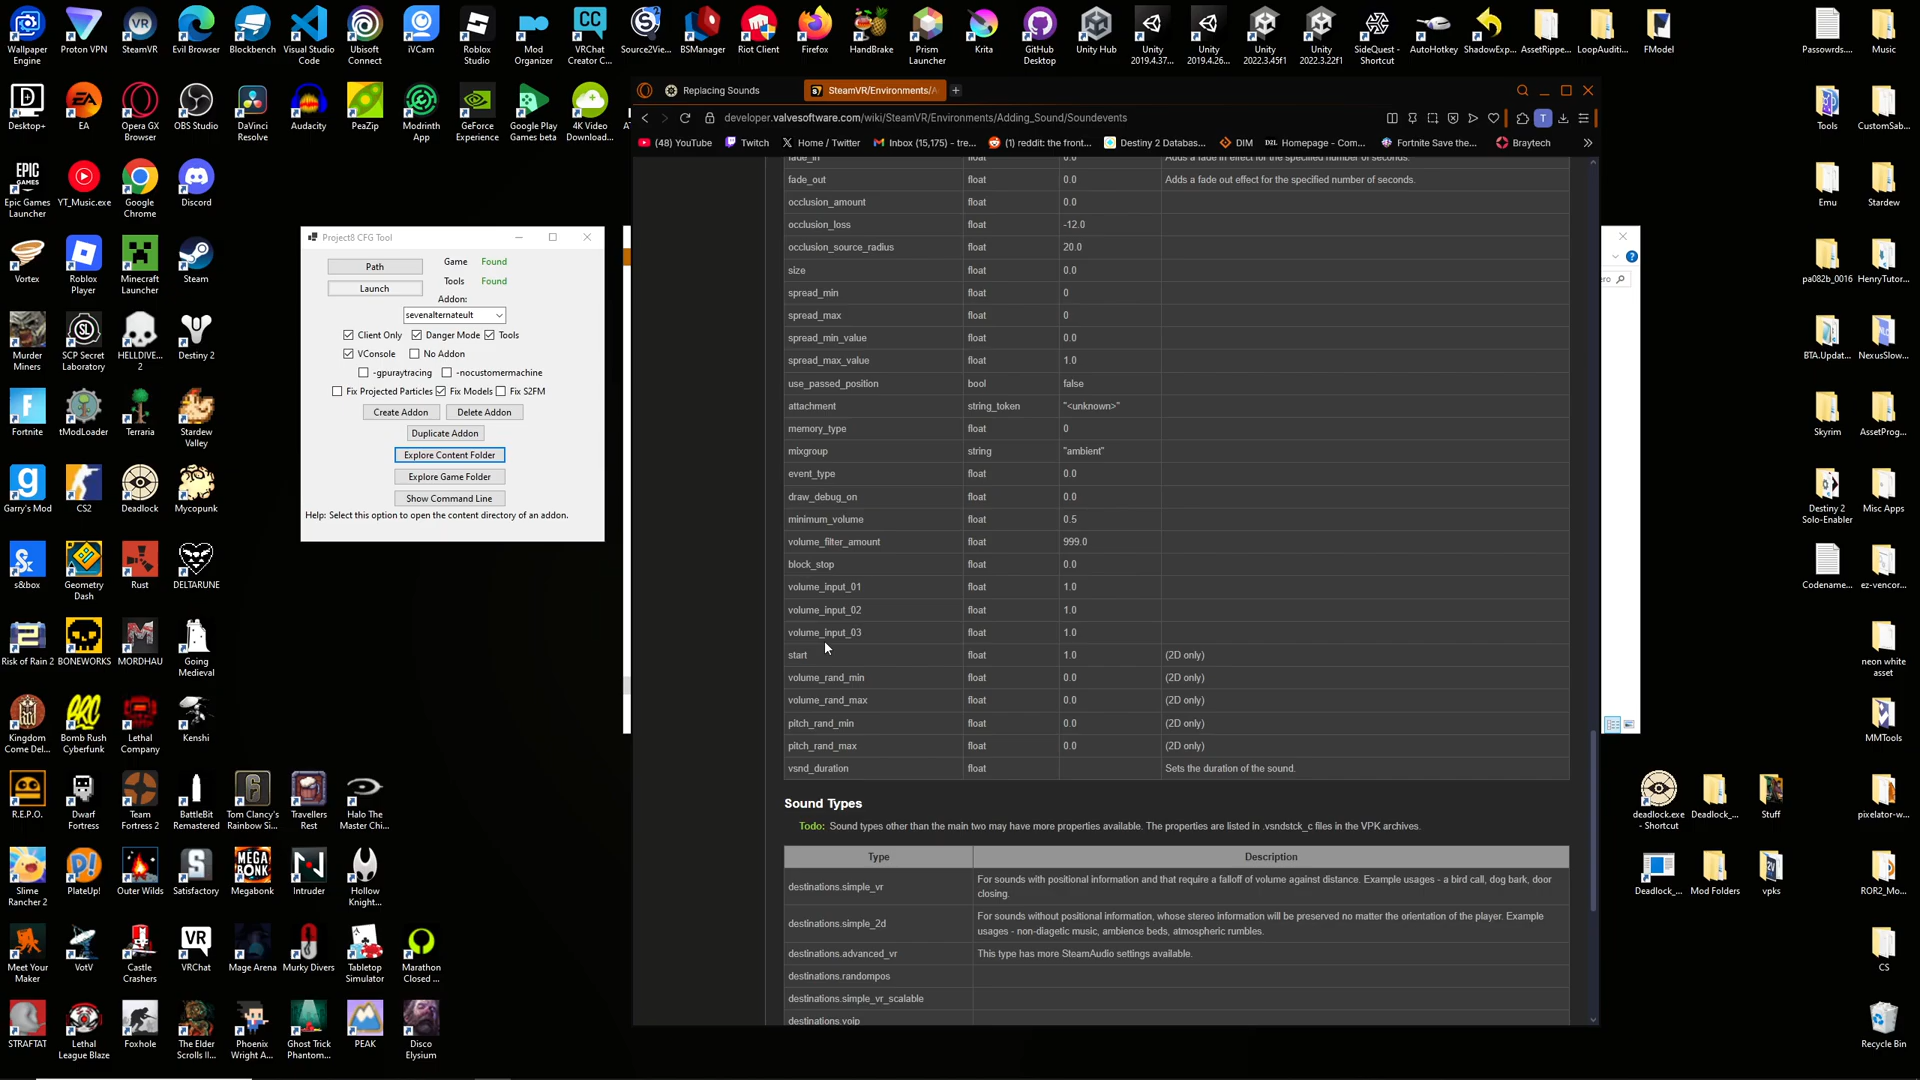 Wallpaper Engine
Proton VPN
SteamVR
Evil Browser
Blockbench
Visual Studio Code
Ubisoft Connect
iVCam
Roblox Studio
Mod Organizer
VRChat Creator C...
Source2Vie...
BSManager
Riot Client
Firefox
HandBrake
Prism Launcher
Krita
GitHub Desktop
Unity Hub
Unity 2019.4.37...
Unity 2019.4.26...
Unity 2022.3.45f1
Unity 2022.3.22f1
SideQuest - Shortcut
AutoHotkey
ShadowExp...
AssetRippe...
LoopAuditi...
FModel
Passowrds...
Music
Desktop+
EA
Opera GX Browser
OBS Studio
DaVinci Resolve
Audacity
PeaZip
Modrinth App
GeForce Experience
Google Play Games beta
4K Video Download...
Tools
CustomSab...
Epic Games Launcher
YT_Music.exe
Google Chrome
Discord
Emu
Stardew
Vortex
Roblox Player
Minecraft Launcher
Steam
pa082b_0016
HenryTutor...
Murder Miners
SCP Secret Laboratory
HELLDIVE... 2
Destiny 2
BTA.Updat...
NexusSlow...
Fortnite
tModLoader
Terraria
Stardew Valley
Skyrim
AssetProg...
Garry's Mod
CS2
Deadlock
Mycopunk
Destiny 2 Solo-Enabler
Misc Apps
s&box
Geometry Dash
Rust
DELTARUNE
Codename...
ez-vencor...
Risk of Rain 2
BONEWORKS
MORDHAU
Going Medieval
neon white asset
Kingdom Come Del...
Bomb Rush Cyberfunk
Lethal Company
Kenshi
MMTools
R.E.P.O.
Dwarf Fortress
Team Fortress 2
BattleBit Remastered
Tom Clancy's Rainbow Si...
Travellers Rest
Halo The Master Chi...
deadlock.exe - Shortcut
Deadlock_...
Stuff
pixelator-w...
Slime Rancher 2
PlateUp!
Outer Wilds
Satisfactory
Megabonk
Intruder
Hollow Knight...
Deadlock_...
Mod Folders
vpks
ROR2_Mo...
Meet Your Maker
VotV
Castle Crashers
VRChat
Mage Arena
Murky Divers
Tabletop Simulator
Marathon Closed ...
CS
STRAFTAT
Lethal League Blaze
Foxhole
The Elder Scrolls II...
Phoenix Wright A...
Ghost Trick Phantom...
PEAK
Disco Elysium
Recycle Bin
Project8 CFG Tool
Path
Game Found
Launch
Tools Found
Addon:
sevenalternateult
Client Only Danger Mode Tools
VConsole No Addon
-gpuraytracing -nocustomermachine
Fix Projected Particles Fix Models Fix S2FM
Create Addon Delete Addon
Duplicate Addon
Explore Content Folder
Explore Game Folder
Show Command Line
Help: Select this option to open the content directory of an addon.
Replacing Sounds
SteamVR/Environments/A
developer.valvesoftware.com/wiki/SteamVR/Environments/Adding_Sound/Soundevents
(48) YouTube
Twitch
Home / Twitter
Inbox (15,175) - tre...
(1) reddit: the front...
Destiny 2 Databas...
DIM
D2L Homepage - Com...
Fortnite Save the...
Braytech
fade_in float 0.0 Adds a fade in effect for the specified number of seconds.
fade_out float 0.0 Adds a fade out effect for the specified number of seconds.
occlusion_amount float 0.0
occlusion_loss float -12.0
occlusion_source_radius float 20.0
size float 0.0
spread_min float 0
spread_max float 0
spread_min_value float 0.0
spread_max_value float 1.0
use_passed_position bool false
attachment string_token "<unknown>"
memory_type float 0
mixgroup string "ambient"
event_type float 0.0
draw_debug_on float 0.0
minimum_volume float 0.5
volume_filter_amount float 999.0
block_stop float 0.0
volume_input_01 float 1.0
volume_input_02 float 1.0
volume_input_03 float 1.0
start float 1.0 (2D only)
volume_rand_min float 0.0 (2D only)
volume_rand_max float 0.0 (2D only)
pitch_rand_min float 0.0 (2D only)
pitch_rand_max float 0.0 (2D only)
vsnd_duration float Sets the duration of the sound.
Sound Types
Todo: Sound types other than the main two may have more properties available. The properties are listed in .vsndstck_c files in the VPK archives.
Type Description
destinations.simple_vr For sounds with positional information and that require a falloff of volume against distance. Example usages - a bird call, dog bark, door
closing.
destinations.simple_2d For sounds without positional information, whose stereo information will be preserved no matter the orientation of the player. Example
usages - non-diagetic music, ambience beds, atmospheric rumbles.
destinations.advanced_vr This type has more SteamAudio settings available.
destinations.randompos
destinations.simple_vr_scalable
destinations.voip